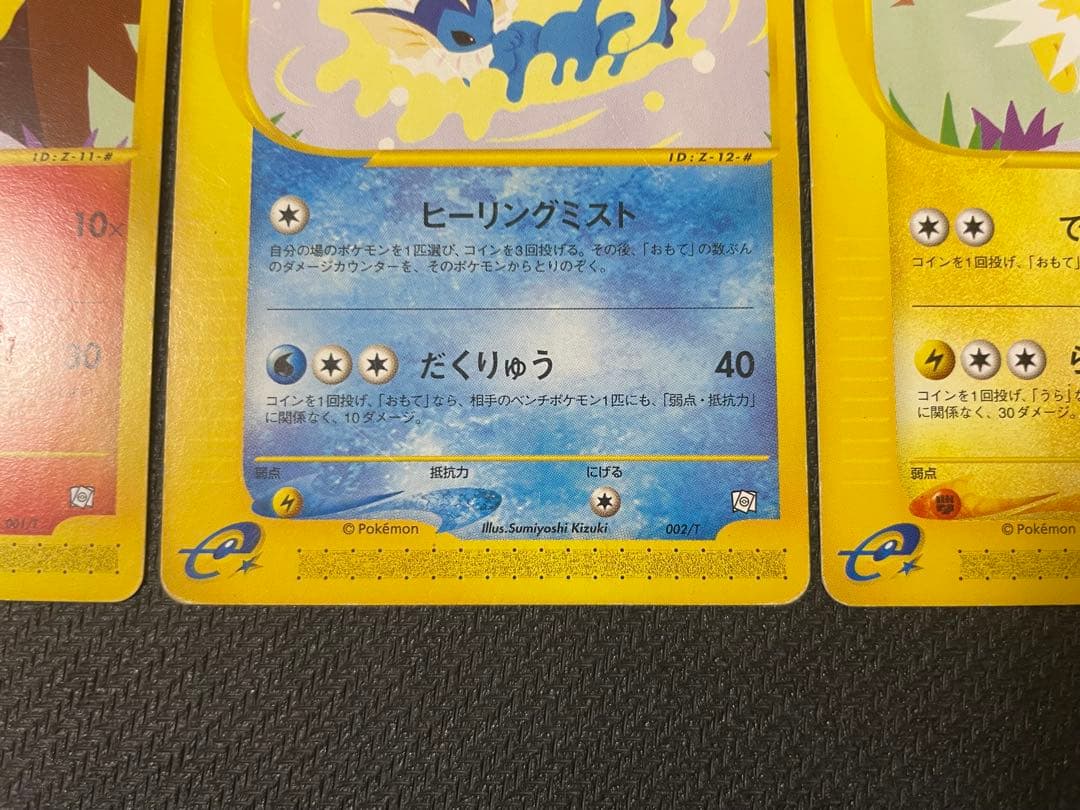 ID:Z-11-#
10×
30
001/T
ID:Z-12-#
ヒーリングミスト
自分の場のポケモンを1匹選び、コインを3回投げる。その後、「おもて」の数ぶん
のダメージカウンターを、そのポケモンからとりのぞく。
だくりゅう 40
コインを1回投げ、「おもて」なら、相手のベンチポケモン1匹にも、「弱点・抵抗力」
に関係なく、10ダメージ。
弱点 抵抗力 にげる
© Pokémon Illus.Sumiyoshi Kizuki 002/T
e
で
コインを1回投げ、「おもて」
ら
コインを1回投げ、「うら」な
に関係なく、30ダメージ。
弱点
© Pokémon
e